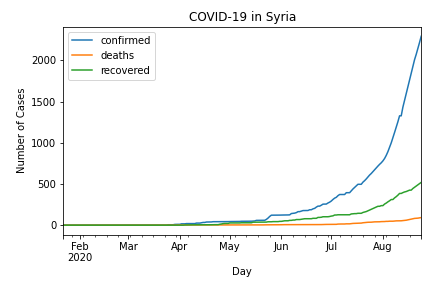 COVID-19 in Syria
confirmed
deaths
recovered
Number of Cases
2000
1500
1000
500
0
Feb Mar Apr May Jun Jul Aug
2020
Day